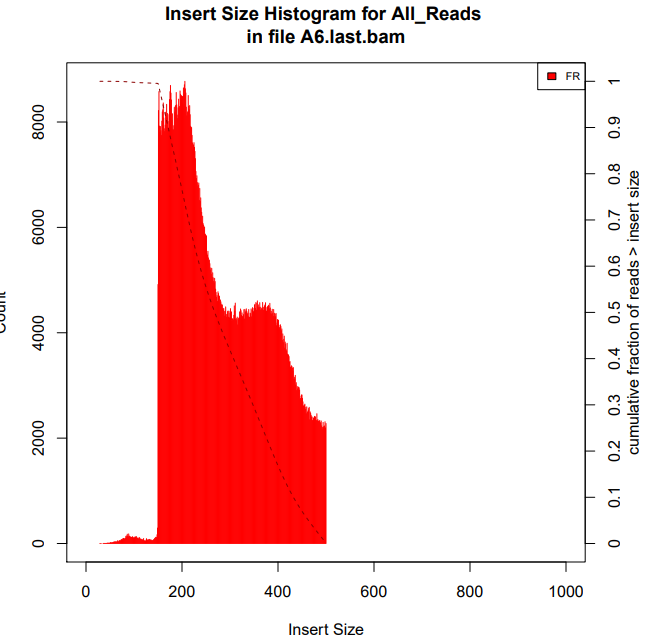 Insert Size Histogram for All_Reads
in file A6.last.bam
FR
Count
0
2000
4000
6000
8000
0
0.1
0.2
0.3
0.4
0.5
0.6
0.7
0.8
0.9
1
cumulative fraction of reads > insert size
0 200 400 600 800 1000
Insert Size